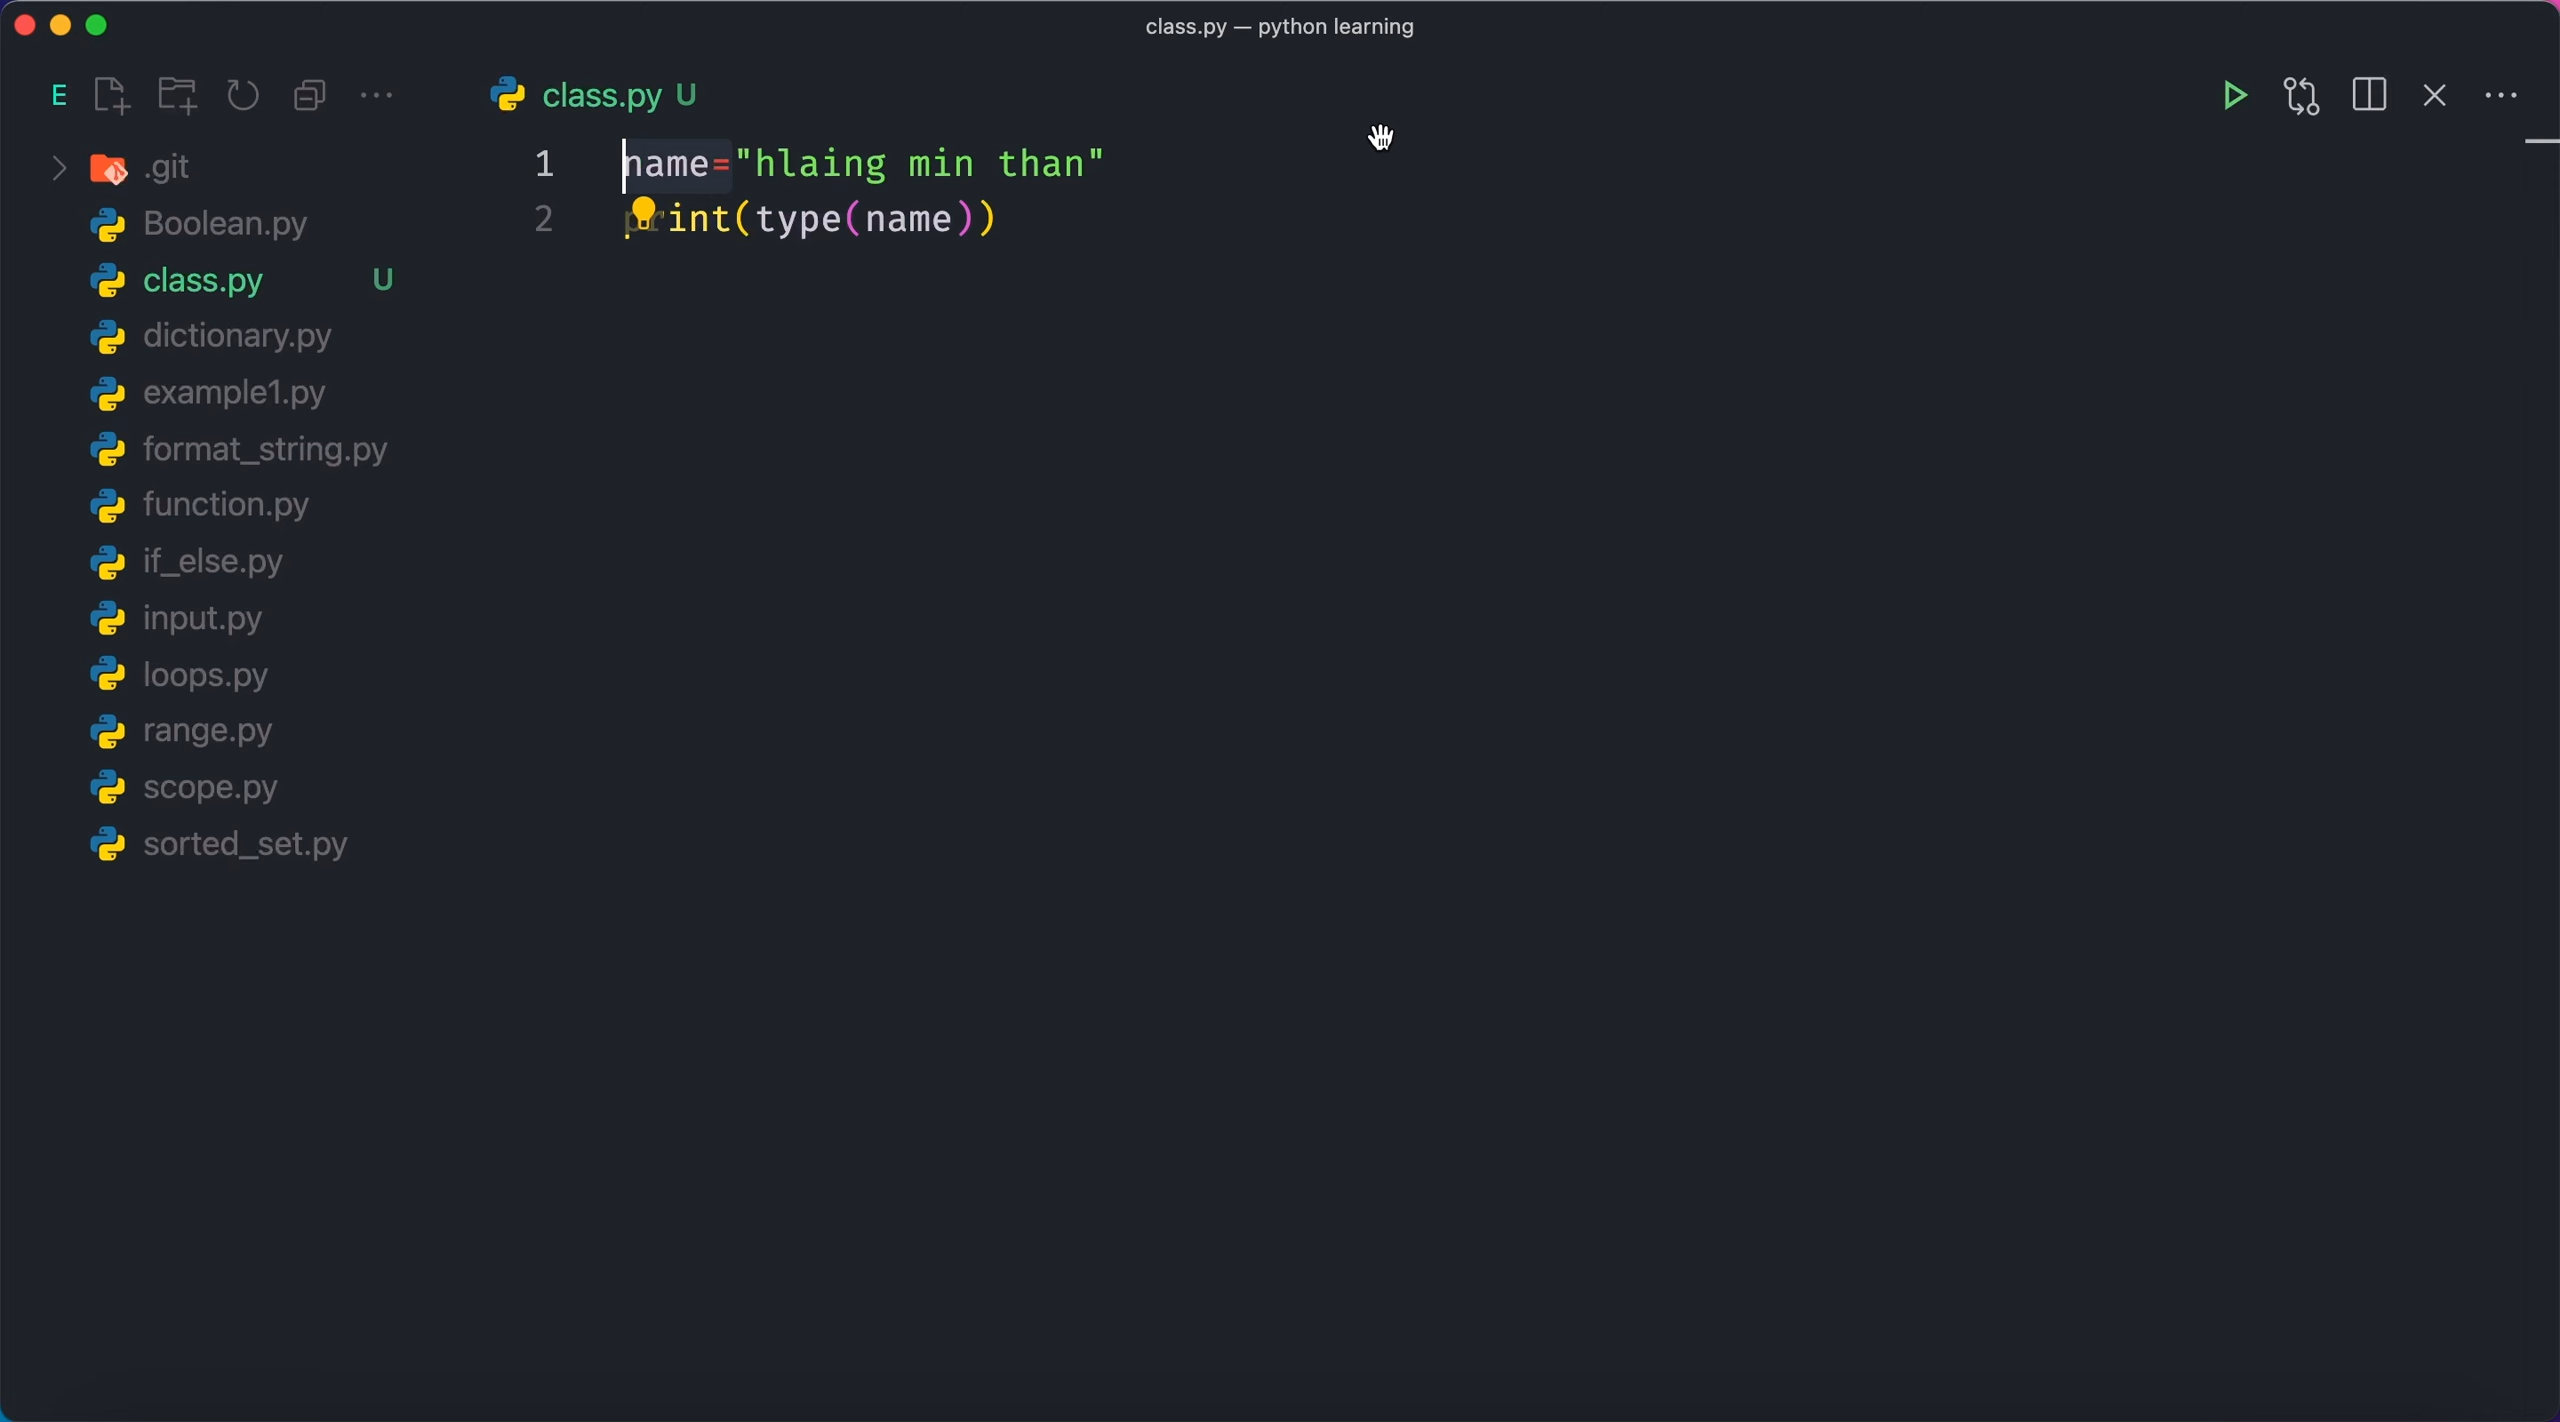 class.py — python learning
E
class.py U
.git
Boolean.py
class.py U
dictionary.py
example1.py
format_string.py
function.py
if_else.py
input.py
loops.py
range.py
scope.py
sorted_set.py
1 name="hlaing min than"
2 print(type(name))